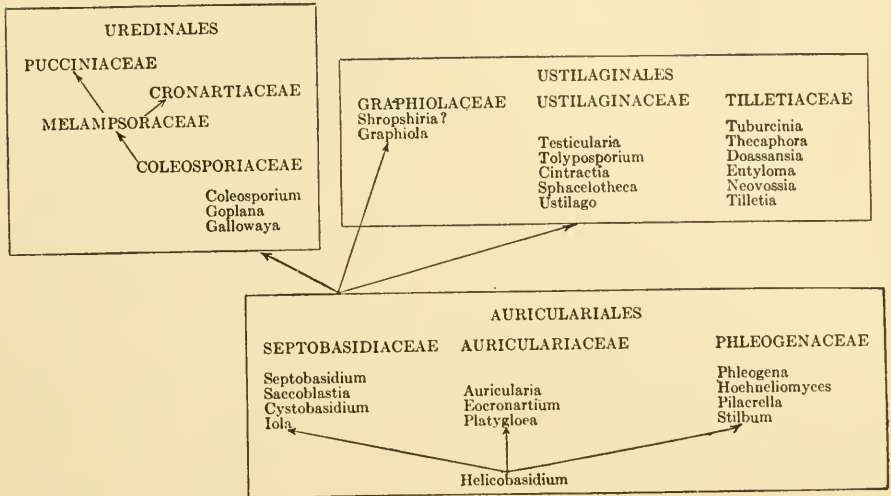 UREDINALES
PUCCINIACEAE
CRONARTIACEAE
MELAMPSORACEAE
COLEOSPORIACEAE
Coleosporium
Goplana
Gallowaya
USTILAGINALES
GRAPHIOLACEAE
Shropshiria?
Graphiola
USTILAGINACEAE
Testicularia
Tolyposporium
Cintractia
Sphacelotheca
Ustilago
TILLETIACEAE
Tuburcinia
Thecaphora
Doassansia
Entyloma
Neovossia
Tilletia
AURICULARIALES
SEPTOBASIDIACEAE
Septobasidium
Saccoblastia
Cystobasidium
Iola
AURICULARIACEAE
Auricularia
Eocronartium
Platygloea
PHLEOGENACEAE
Phleogena
Hoehneliomyces
Pilacrella
Stilbum
Helicobasidium